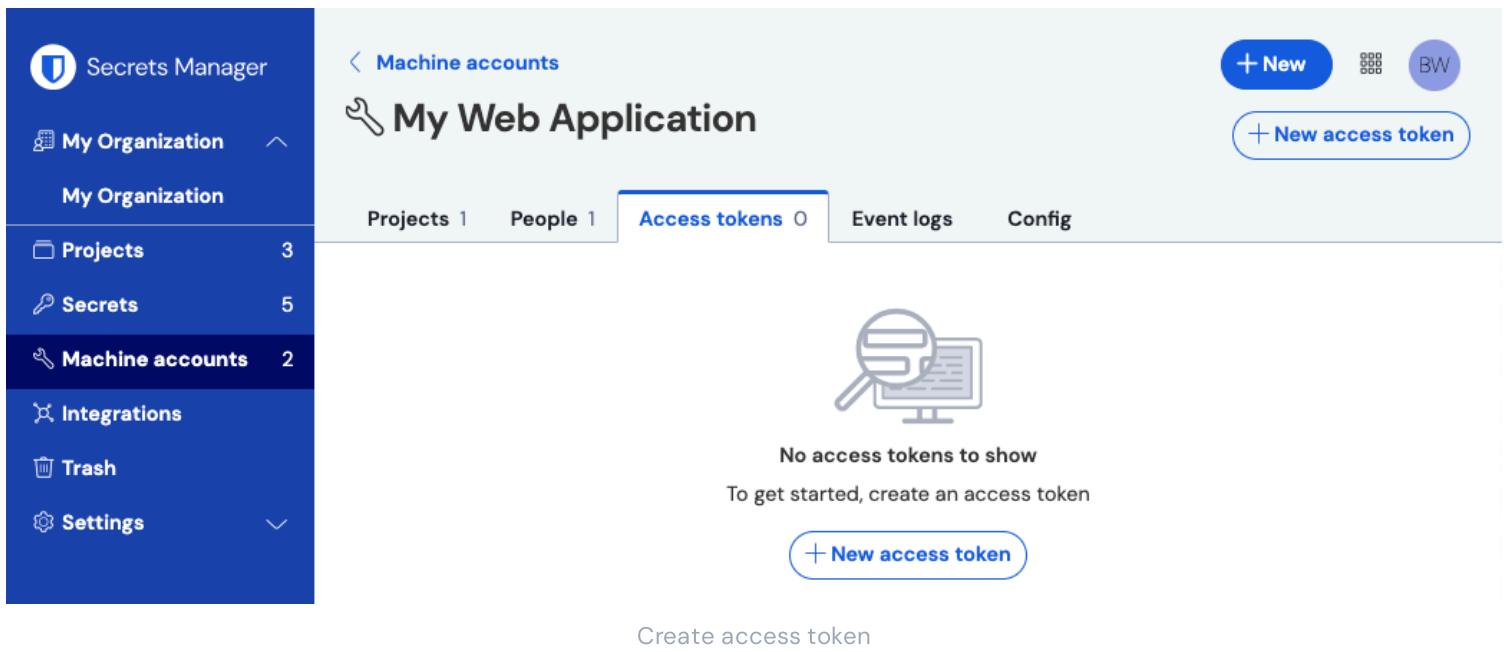 Secrets Manager
My Organization
My Organization
Projects 3
Secrets 5
Machine accounts 2
Integrations
Trash
Settings
Machine accounts
My Web Application
+ New
BW
+ New access token
Projects 1 People 1 Access tokens 0 Event logs Config
No access tokens to show
To get started, create an access token
+ New access token
Create access token